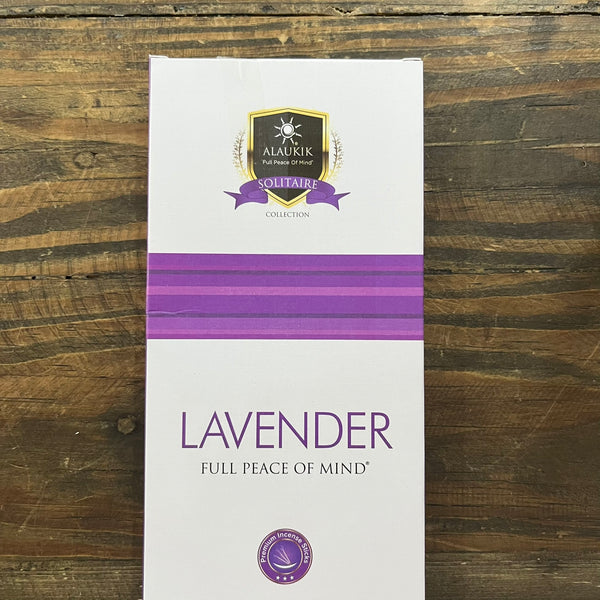 ALAUKIK
"Full Peace Of Mind"
SOLITAIRE
COLLECTION
LAVENDER
FULL PEACE OF MIND®
Premium Incense Sticks